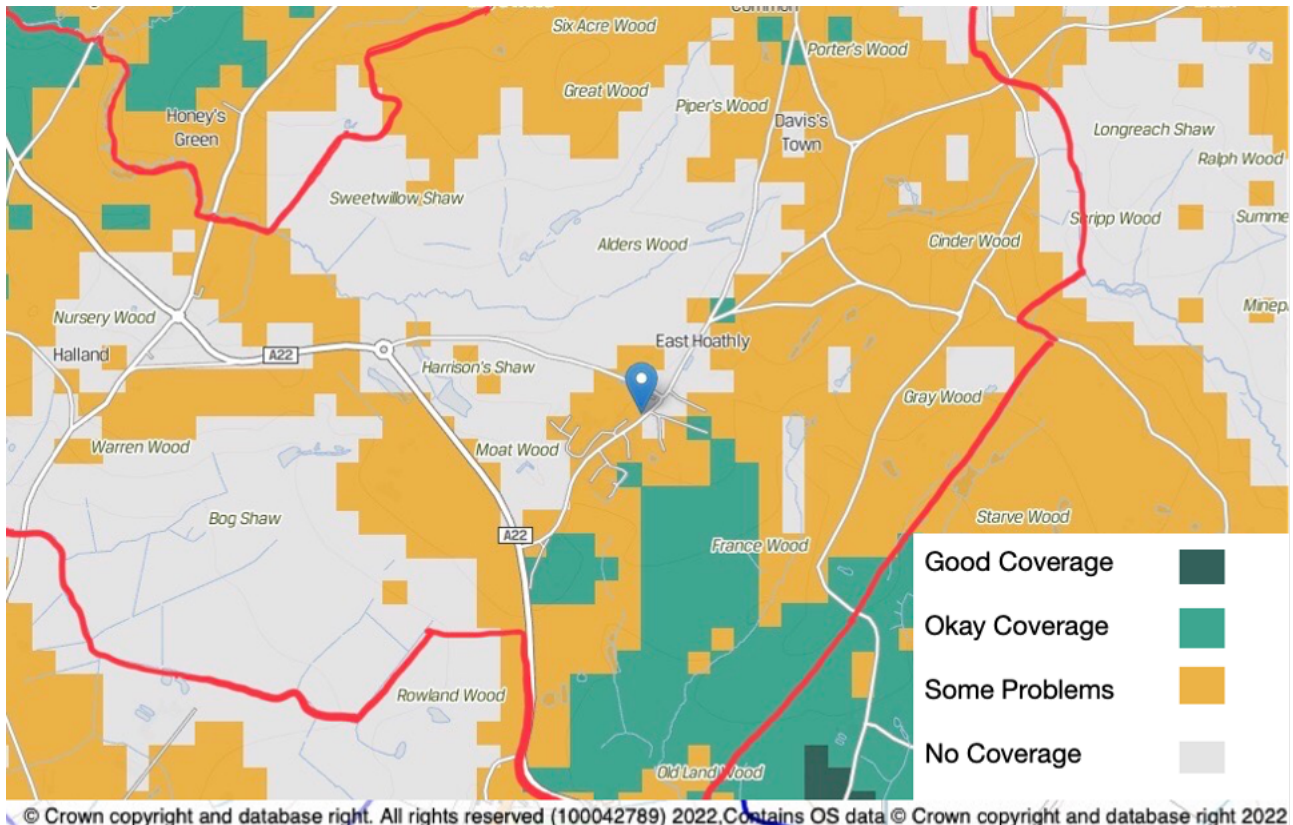 Common
Six Acre Wood
Porter's Wood
Great Wood
Piper's Wood
Honey's
Green
Davis's
Town
Longreach Shaw
Ralph Wood
Sweetwillow Shaw
Scripp Wood
Summe
Alders Wood
Cinder Wood
Minep
Nursery Wood
East Hoathly
Halland
A22
Harrison's Shaw
Gray Wood
Warren Wood
Moat Wood
Bog Shaw
Starve Wood
A22
France Wood
Good Coverage
Okay Coverage
Some Problems
Rowland Wood
No Coverage
Old Land Wood
© Crown copyright and database right. All rights reserved (100042789) 2022,Contains OS data © Crown copyright and database right 2022